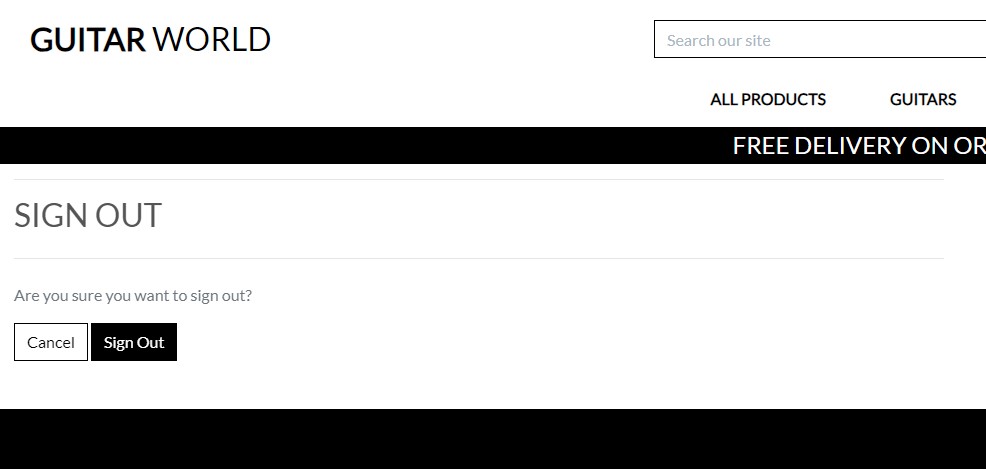 GUITAR WORLD
Search our site
ALL PRODUCTS GUITARS
FREE DELIVERY ON OR
SIGN OUT
Are you sure you want to sign out?
Cancel Sign Out